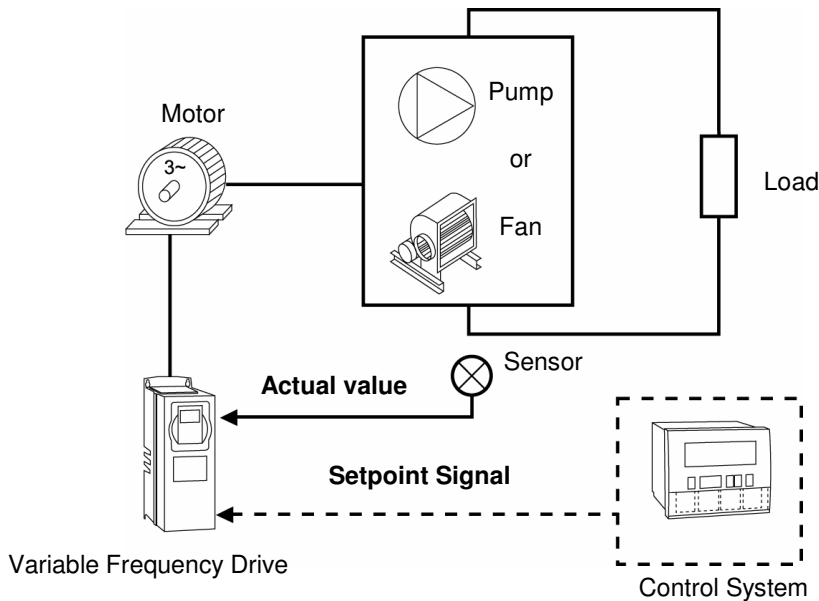 Pump
Motor
or
3~
Load
Fan
Sensor
Actual value
Setpoint Signal
Variable Frequency Drive
Control System